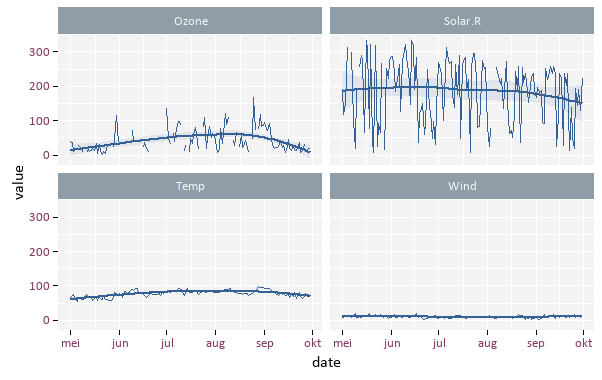 Ozone
Solar.R
300
200
100
0
Temp
Wind
300
200
100
0
value
mei
jun
jul
aug
sep
okt
mei
jun
jul
aug
sep
okt
date